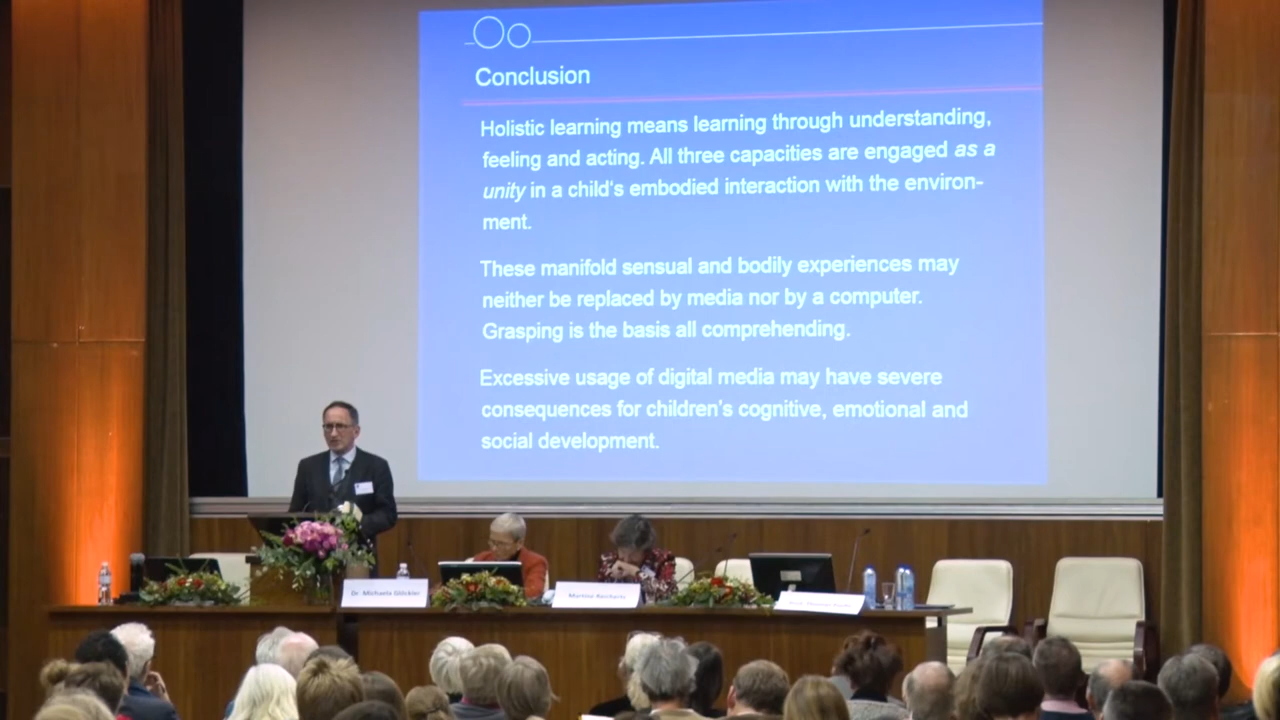 Conclusion
Holistic learning means learning through understanding,
feeling and acting. All three capacities are engaged as a
unity in a child's embodied interaction with the environ-
ment.
These manifold sensual and bodily experiences may
neither be replaced by media nor by a computer.
Grasping is the basis all comprehending.
Excessive usage of digital media may have severe
consequences for children's cognitive, emotional and
social development.
Dr. Michaela Glöckler